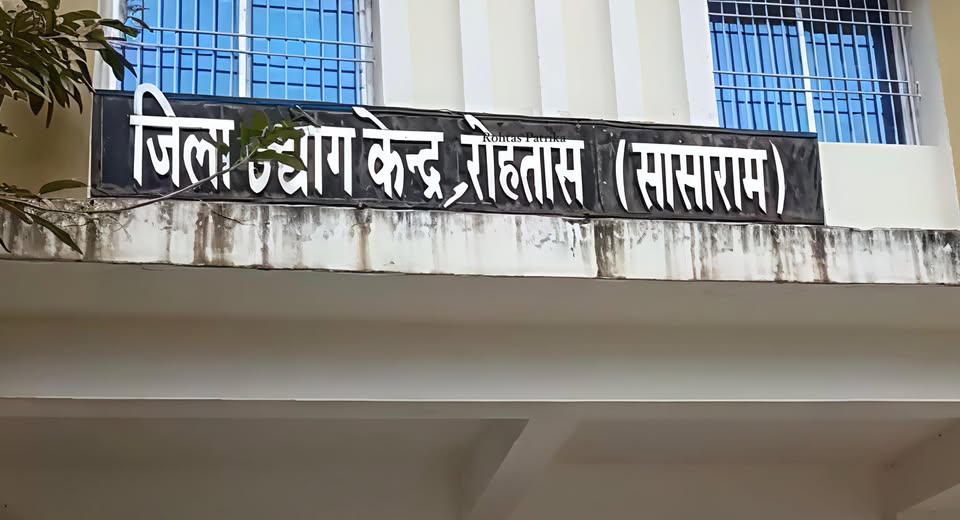 जिला उद्योग केन्द्र, रोहतास (सासाराम)
Rohtas Patrika